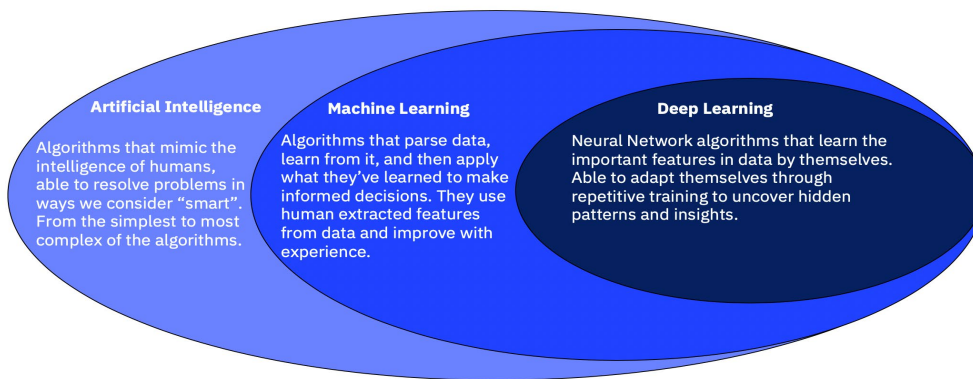 Artificial Intelligence
Algorithms that mimic the
intelligence of humans,
able to resolve problems in
ways we consider “smart”.
From the simplest to most
complex of the algorithms.
Machine Learning
Algorithms that parse data,
learn from it, and then apply
what they’ve learned to make
informed decisions. They use
human extracted features
from data and improve with
experience.
Deep Learning
Neural Network algorithms that learn the
important features in data by themselves.
Able to adapt themselves through
repetitive training to uncover hidden
patterns and insights.